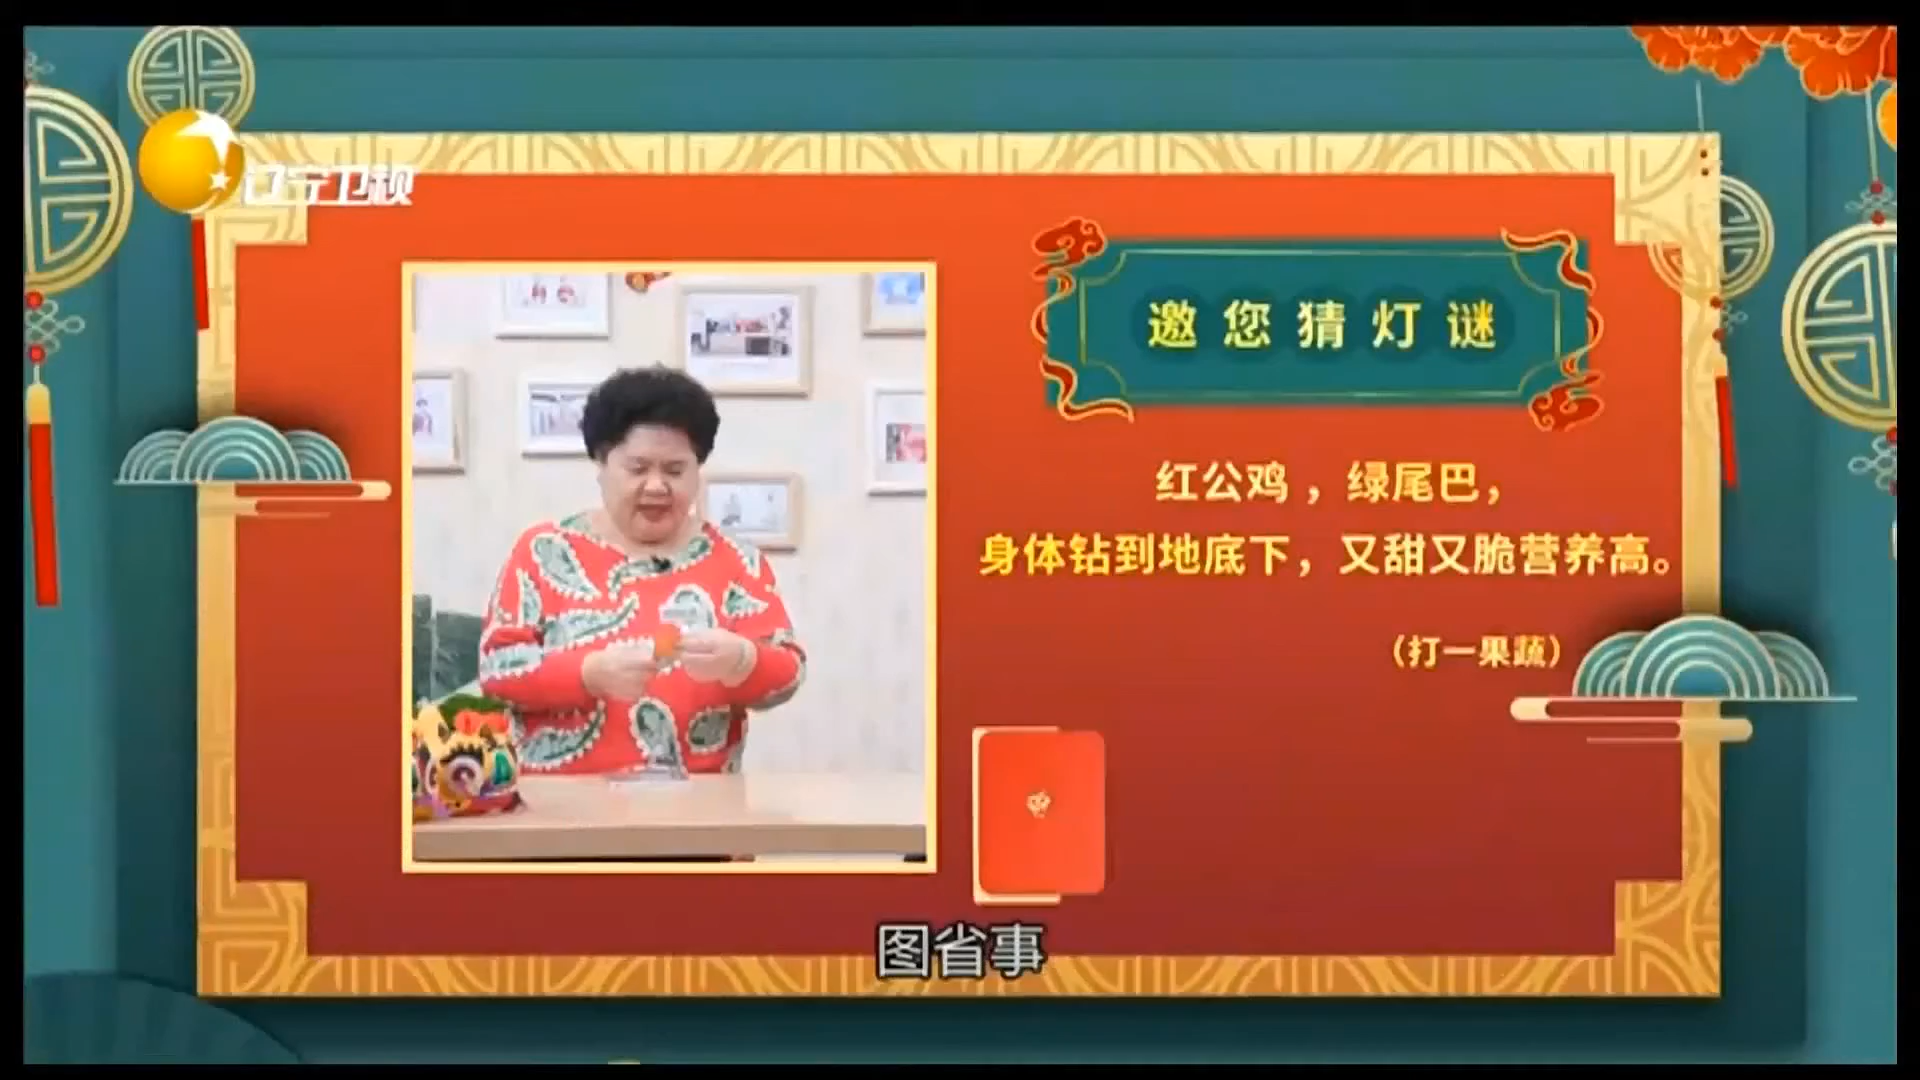 辽宁卫视
邀您猜灯谜
红公鸡，绿尾巴，
身体钻到地底下，又甜又脆营养高。
（打一果蔬）
图省事